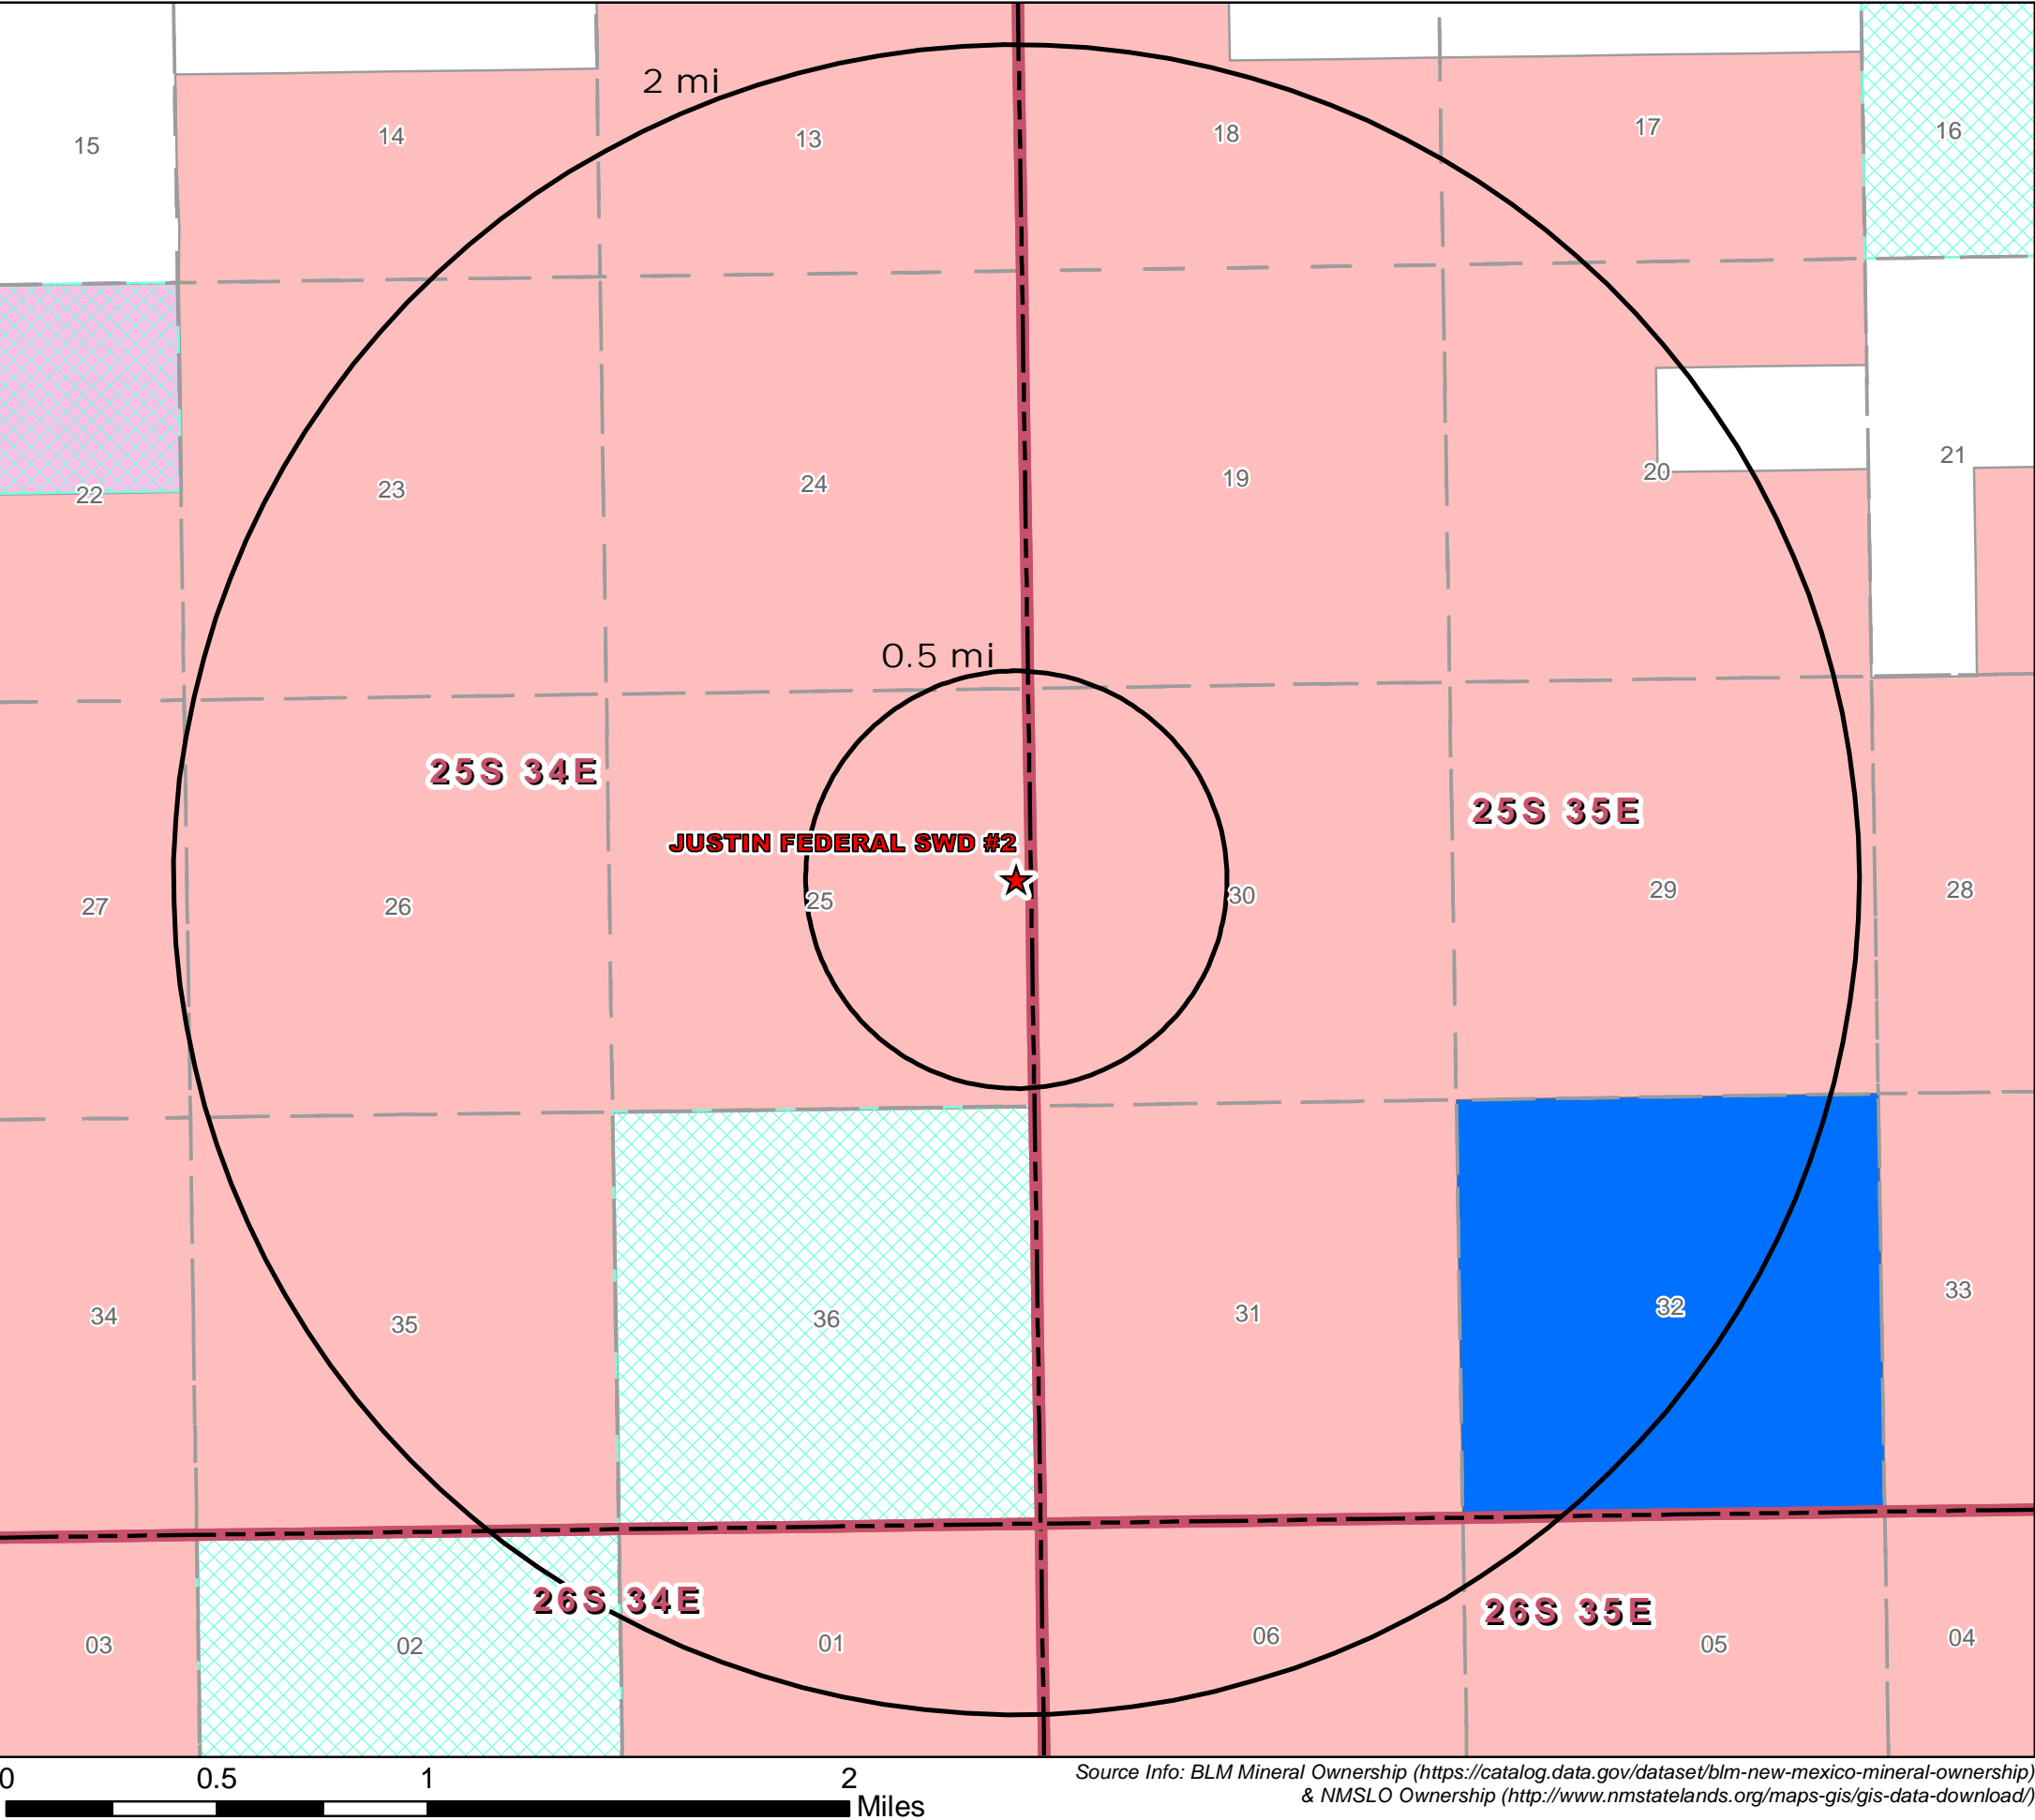 2 mi
15
14
13
18
17
16
22
23
24
19
20
21
0.5 mi
25S 34E
25S 35E
JUSTIN FEDERAL SWD #2
27
26
25
30
29
28
34
35
36
31
32
33
26S 34E
26S 35E
03
02
01
06
05
04
0 0.5 1 2
Miles
Source Info: BLM Mineral Ownership (https://catalog.data.gov/dataset/blm-new-mexico-mineral-ownership)
& NMSLO Ownership (http://www.nmstatelands.org/maps-gis/gis-data-download/)